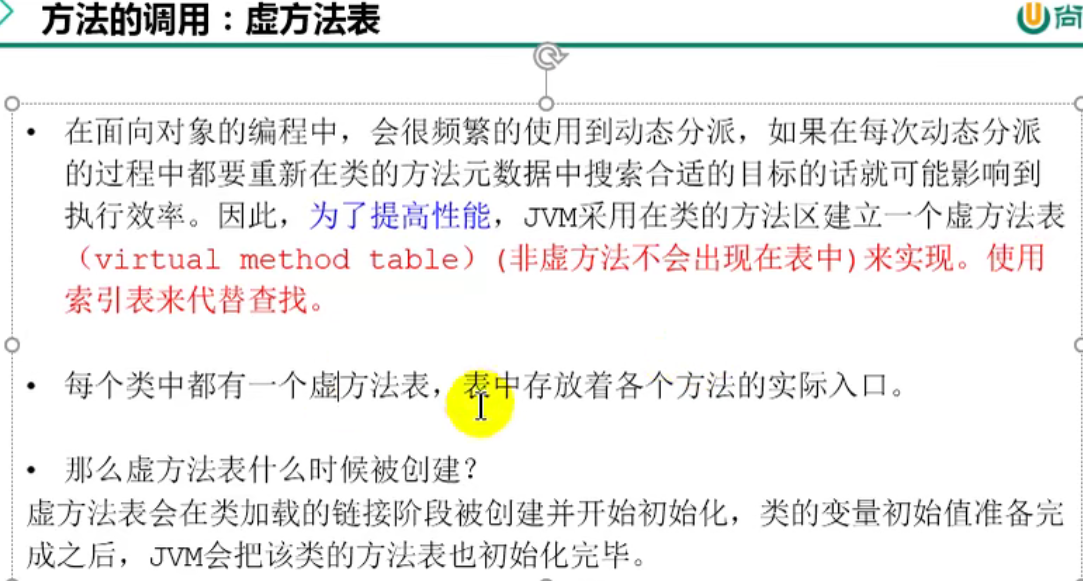 方法的调用：虚方法表
尚
• 在面向对象的编程中，会很频繁的使用到动态分派，如果在每次动态分派
的过程中都要重新在类的方法元数据中搜索合适的目标的话就可能影响到
执行效率。因此，为了提高性能，JVM采用在类的方法区建立一个虚方法表
（virtual method table）(非虚方法不会出现在表中)来实现。使用
索引表来代替查找。
• 每个类中都有一个虚方法表，表中存放着各个方法的实际入口。
• 那么虚方法表什么时候被创建？
虚方法表会在类加载的链接阶段被创建并开始初始化，类的变量初始值准备完
成之后，JVM会把该类的方法表也初始化完毕。